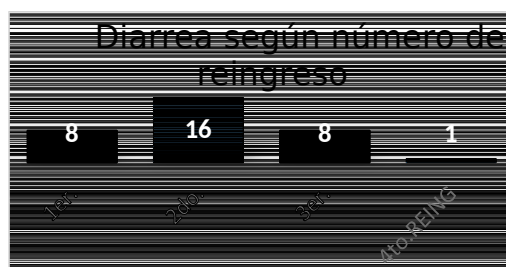 Diarrea según número de
reingreso
8
16
8
1
1er.
2do.
3er.
4to.REING